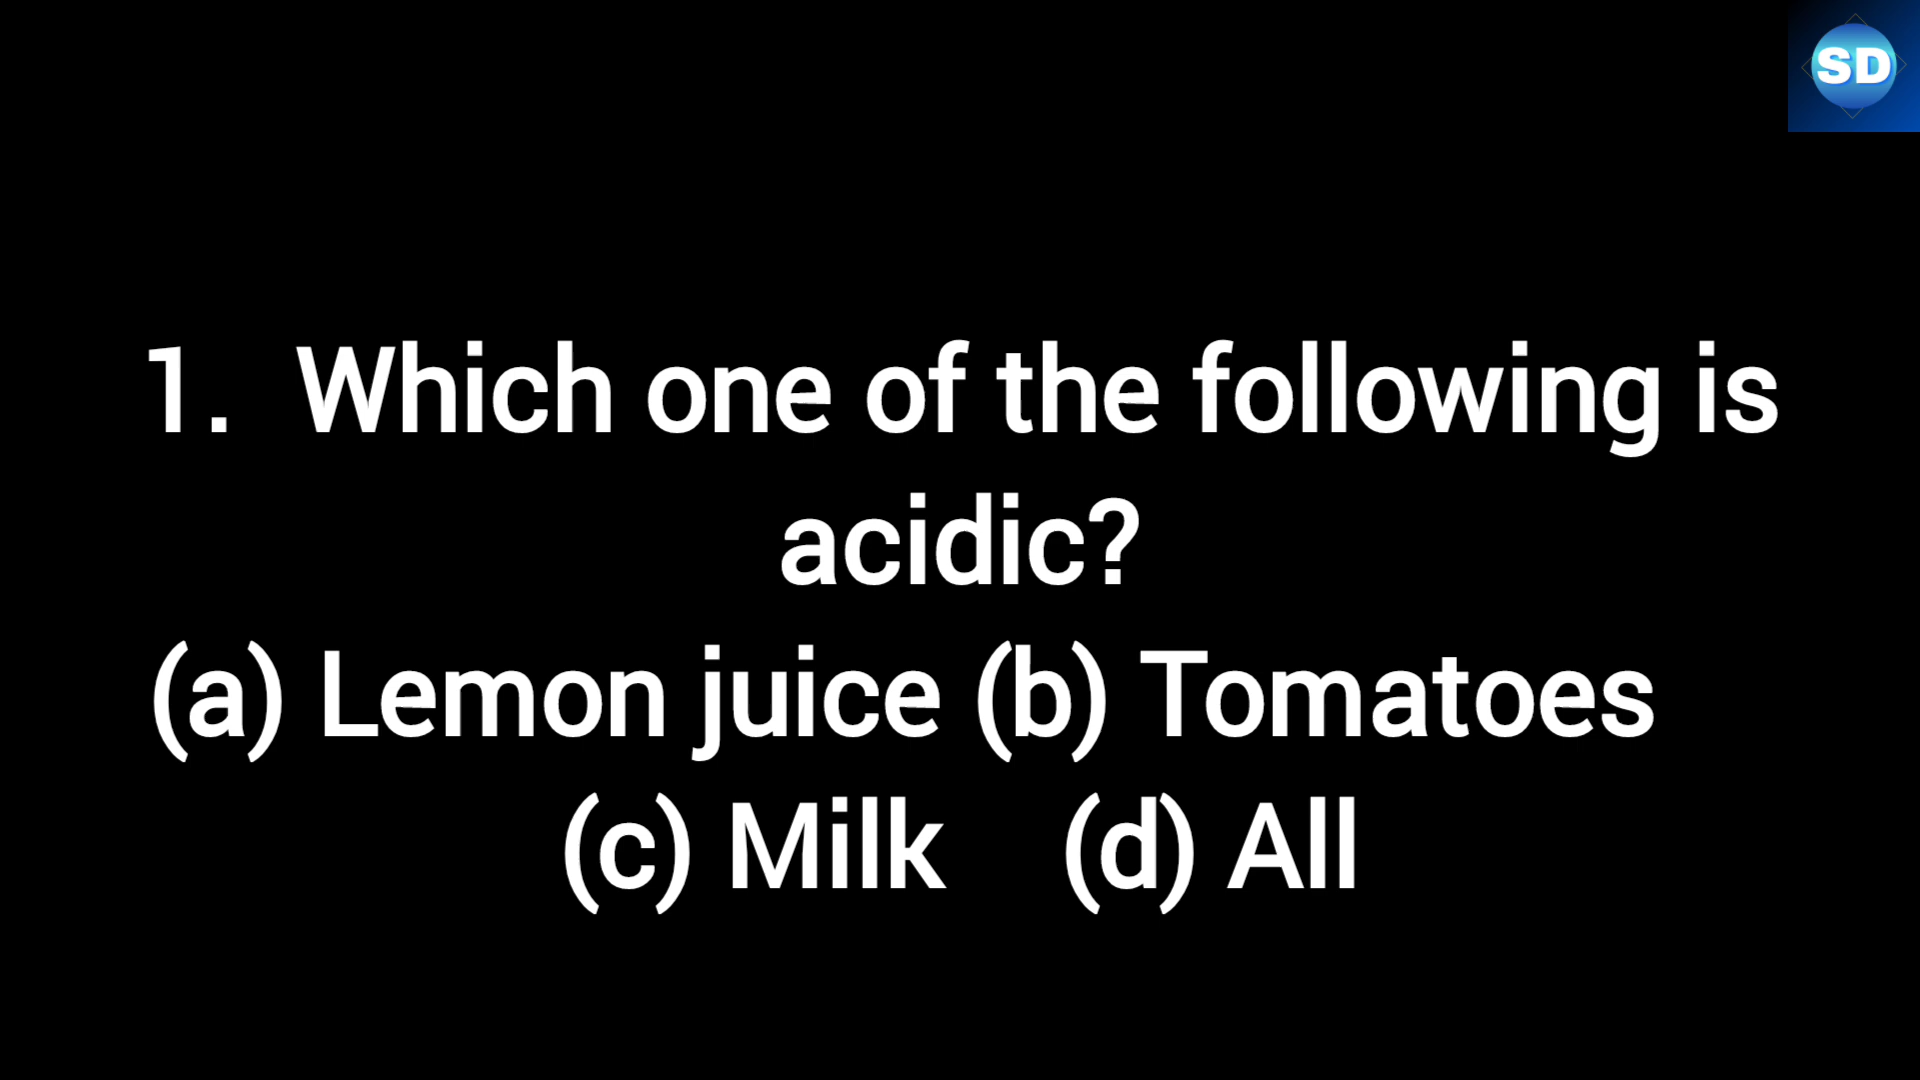 SD
1. Which one of the following is
acidic?
(a) Lemon juice (b) Tomatoes
(c) Milk (d) All